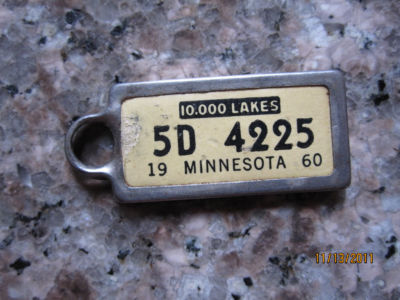 10.000 LAKES
5D 4225
19 MINNESOTA 60
11/13/2011